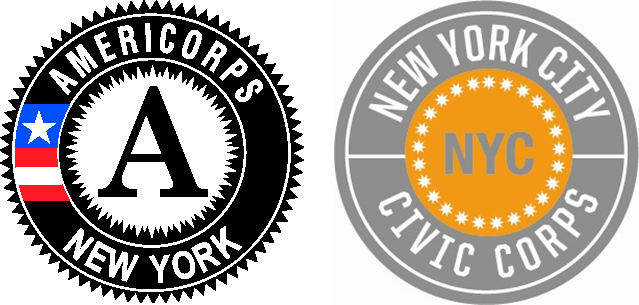 AMERICORPS
A
NEW YORK
NEW YORK CITY
NYC
CIVIC CORPS